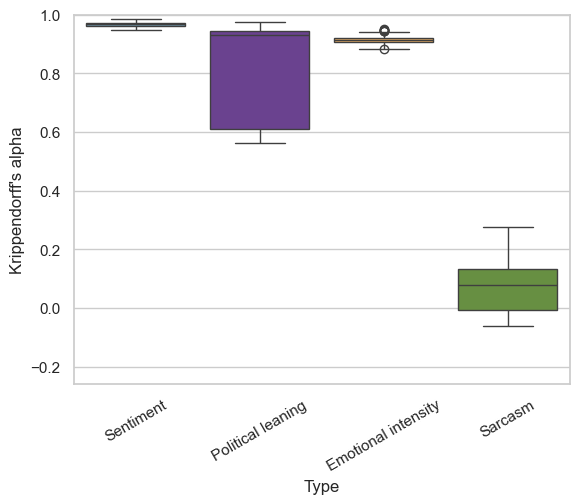 1.0
0.8
0.6
0.4
0.2
0.0
−0.2
Krippendorff's alpha
Sentiment
Political leaning
Emotional intensity
Sarcasm
Type